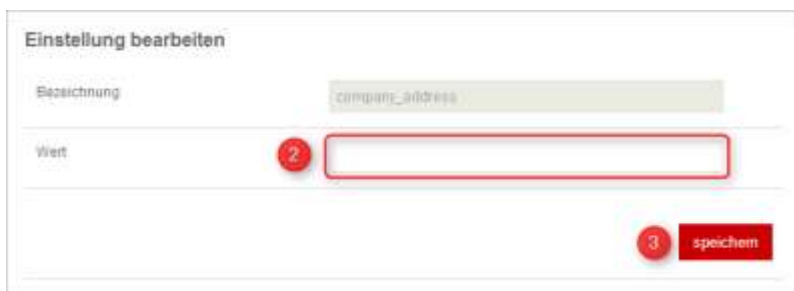 Einstellung bearbeiten
Bezeichnung company_address
Wert 2
3 speichern